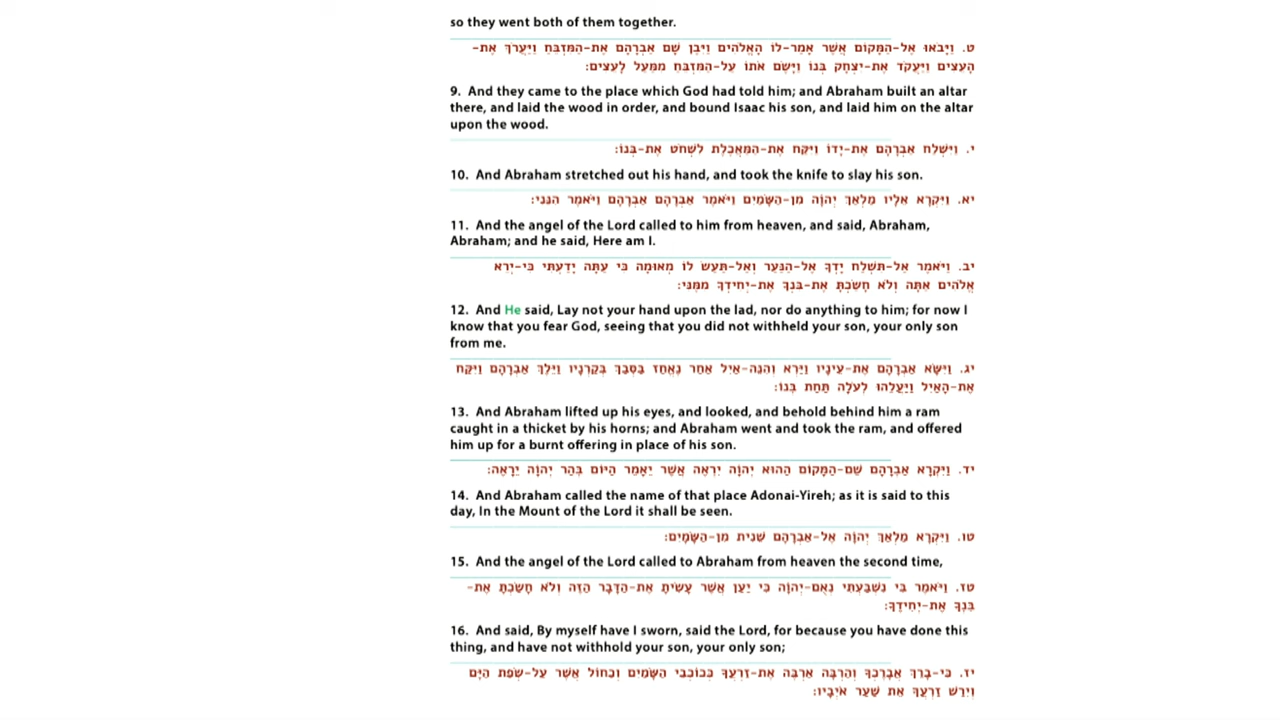 so they went both of them together.
ט. וַיָּבֹאוּ אֶל-הַמָּקוֹם אֲשֶׁר אָמַר-לוֹ הָאֱלֹהִים וַיִּבֶן שָׁם אַבְרָהָם אֶת-הַמִּזְבֵּחַ וַיַּעֲרֹךְ אֶת-
הָעֵצִים וַיַּעֲקֹד אֶת-יִצְחָק בְּנוֹ וַיָּשֶׂם אֹתוֹ עַל-הַמִּזְבֵּחַ מִמַּעַל לָעֵצִים:
9. And they came to the place which God had told him; and Abraham built an altar
there, and laid the wood in order, and bound Isaac his son, and laid him on the altar
upon the wood.
י. וַיִּשְׁלַח אַבְרָהָם אֶת-יָדוֹ וַיִּקַּח אֶת-הַמַּאֲכֶלֶת לִשְׁחֹט אֶת-בְּנוֹ:
10. And Abraham stretched out his hand, and took the knife to slay his son.
יא. וַיִּקְרָא אֵלָיו מַלְאַךְ יְהוָֹה מִן-הַשָּׁמַיִם וַיֹּאמֶר אַבְרָהָם אַבְרָהָם וַיֹּאמֶר הִנֵּנִי:
11. And the angel of the Lord called to him from heaven, and said, Abraham,
Abraham; and he said, Here am I.
יב. וַיֹּאמֶר אַל-תִּשְׁלַח יָדְךָ אֶל-הַנַּעַר וְאַל-תַּעַשׂ לוֹ מְאוּמָה כִּי עַתָּה יָדַעְתִּי כִּי-יְרֵא
אֱלֹהִים אַתָּה וְלֹא חָשַׂכְתָּ אֶת-בִּנְךָ אֶת-יְחִידְךָ מִמֶּנִּי:
12. And He said, Lay not your hand upon the lad, nor do anything to him; for now I
know that you fear God, seeing that you did not withheld your son, your only son
from me.
יג. וַיִּשָּׂא אַבְרָהָם אֶת-עֵינָיו וַיַּרְא וְהִנֵּה-אַיִל אַחַר נֶאֱחַז בַּסְּבַךְ בְּקַרְנָיו וַיֵּלֶךְ אַבְרָהָם וַיִּקַּח
אֶת-הָאַיִל וַיַּעֲלֵהוּ לְעֹלָה תַּחַת בְּנוֹ:
13. And Abraham lifted up his eyes, and looked, and behold behind him a ram
caught in a thicket by his horns; and Abraham went and took the ram, and offered
him up for a burnt offering in place of his son.
יד. וַיִּקְרָא אַבְרָהָם שֵׁם-הַמָּקוֹם הַהוּא יְהוָֹה יִרְאֶה אֲשֶׁר יֵאָמֵר הַיּוֹם בְּהַר יְהוָֹה יֵרָאֶה:
14. And Abraham called the name of that place Adonai-Yireh; as it is said to this
day, In the Mount of the Lord it shall be seen.
טו. וַיִּקְרָא מַלְאַךְ יְהוָֹה אֶל-אַבְרָהָם שֵׁנִית מִן-הַשָּׁמָיִם:
15. And the angel of the Lord called to Abraham from heaven the second time,
טז. וַיֹּאמֶר בִּי נִשְׁבַּעְתִּי נְאֻם-יְהוָֹה כִּי יַעַן אֲשֶׁר עָשִׂיתָ אֶת-הַדָּבָר הַזֶּה וְלֹא חָשַׂכְתָּ אֶת-
בִּנְךָ אֶת-יְחִידֶךָ:
16. And said, By myself have I sworn, said the Lord, for because you have done this
thing, and have not withhold your son, your only son;
יז. כִּי-בָרֵךְ אֲבָרֶכְךָ וְהַרְבָּה אַרְבֶּה אֶת-זַרְעֲךָ כְּכוֹכְבֵי הַשָּׁמַיִם וְכַחוֹל אֲשֶׁר עַל-שְׂפַת הַיָּם
וְיִרַשׁ זַרְעֲךָ אֵת שַׁעַר אֹיְבָיו: